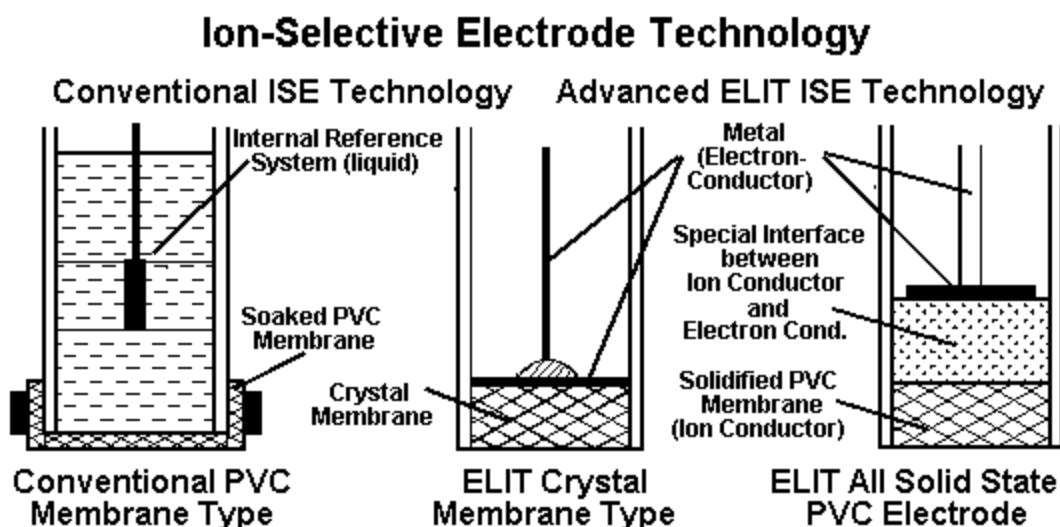 Ion-Selective Electrode Technology
Conventional ISE Technology
Advanced ELIT ISE Technology
Internal Reference
System (liquid)
Soaked PVC
Membrane
Crystal
Membrane
Metal
(Electron-
Conductor)
Special Interface
between
Ion Conductor
and
Electron Cond.
Solidified PVC
Membrane
(Ion Conductor)
Conventional PVC
Membrane Type
ELIT Crystal
Membrane Type
ELIT All Solid State
PVC Electrode